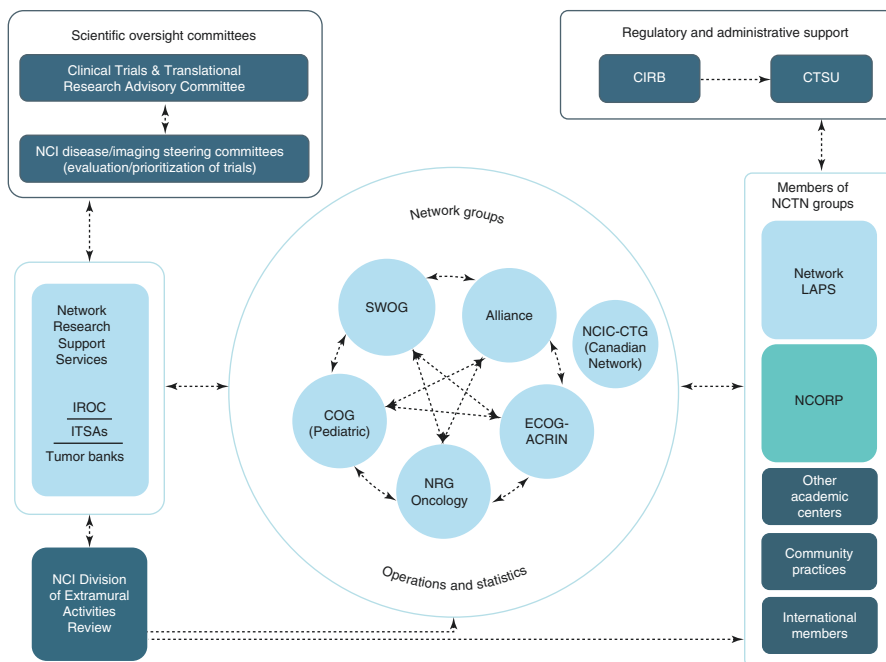 Scientific oversight committees
Clinical Trials & Translational
Research Advisory Committee
NCI disease/imaging steering committees
(evaluation/prioritization of trials)
Regulatory and administrative support
CIRB
CTSU
Network
Research
Support
Services
IROC
ITSAs
Tumor banks
NCI Division
of Extramural
Activities
Review
Network groups
SWOG
Alliance
NCIC-CTG
(Canadian
Network)
COG
(Pediatric)
ECOG-
ACRIN
NRG
Oncology
Operations and statistics
Members of
NCTN groups
Network
LAPS
NCORP
Other
academic
centers
Community
practices
International
members